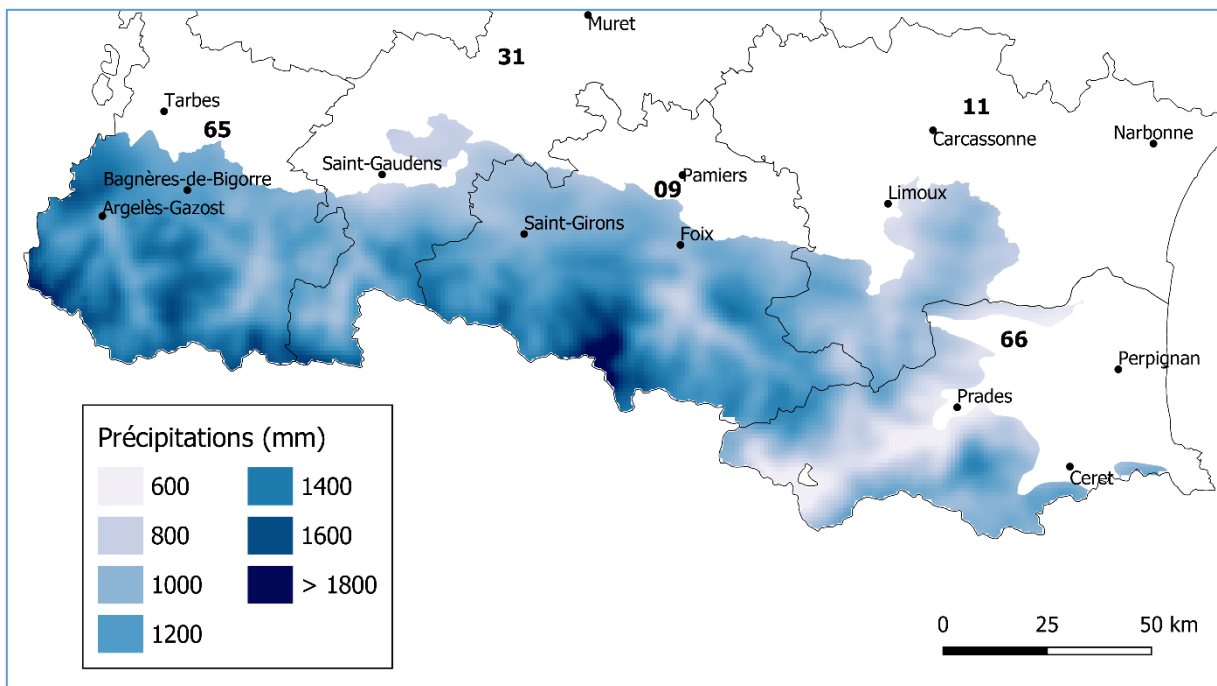 Muret
31
Tarbes
65
11
Carcassonne
Narbonne
Saint-Gaudens
Bagnères-de-Bigorre
09
Pamiers
Argelès-Gazost
Limoux
Saint-Girons
Foix
66
Perpignan
Prades
Ceret
Précipitations (mm)
600
800
1000
1200
1400
1600
> 1800
0 25 50 km